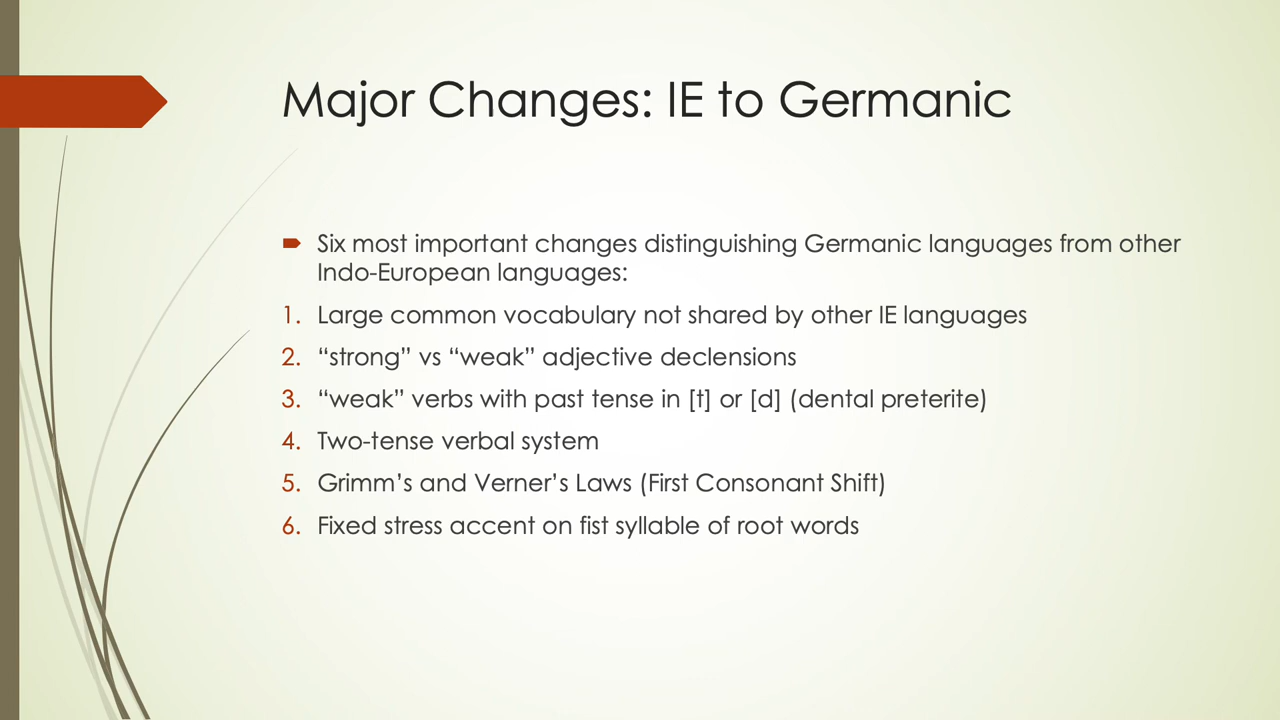 Major Changes: IE to Germanic
Six most important changes distinguishing Germanic languages from other
Indo-European languages:
1. Large common vocabulary not shared by other IE languages
2. “strong” vs “weak” adjective declensions
3. “weak” verbs with past tense in [t] or [d] (dental preterite)
4. Two-tense verbal system
5. Grimm’s and Verner’s Laws (First Consonant Shift)
6. Fixed stress accent on fist syllable of root words